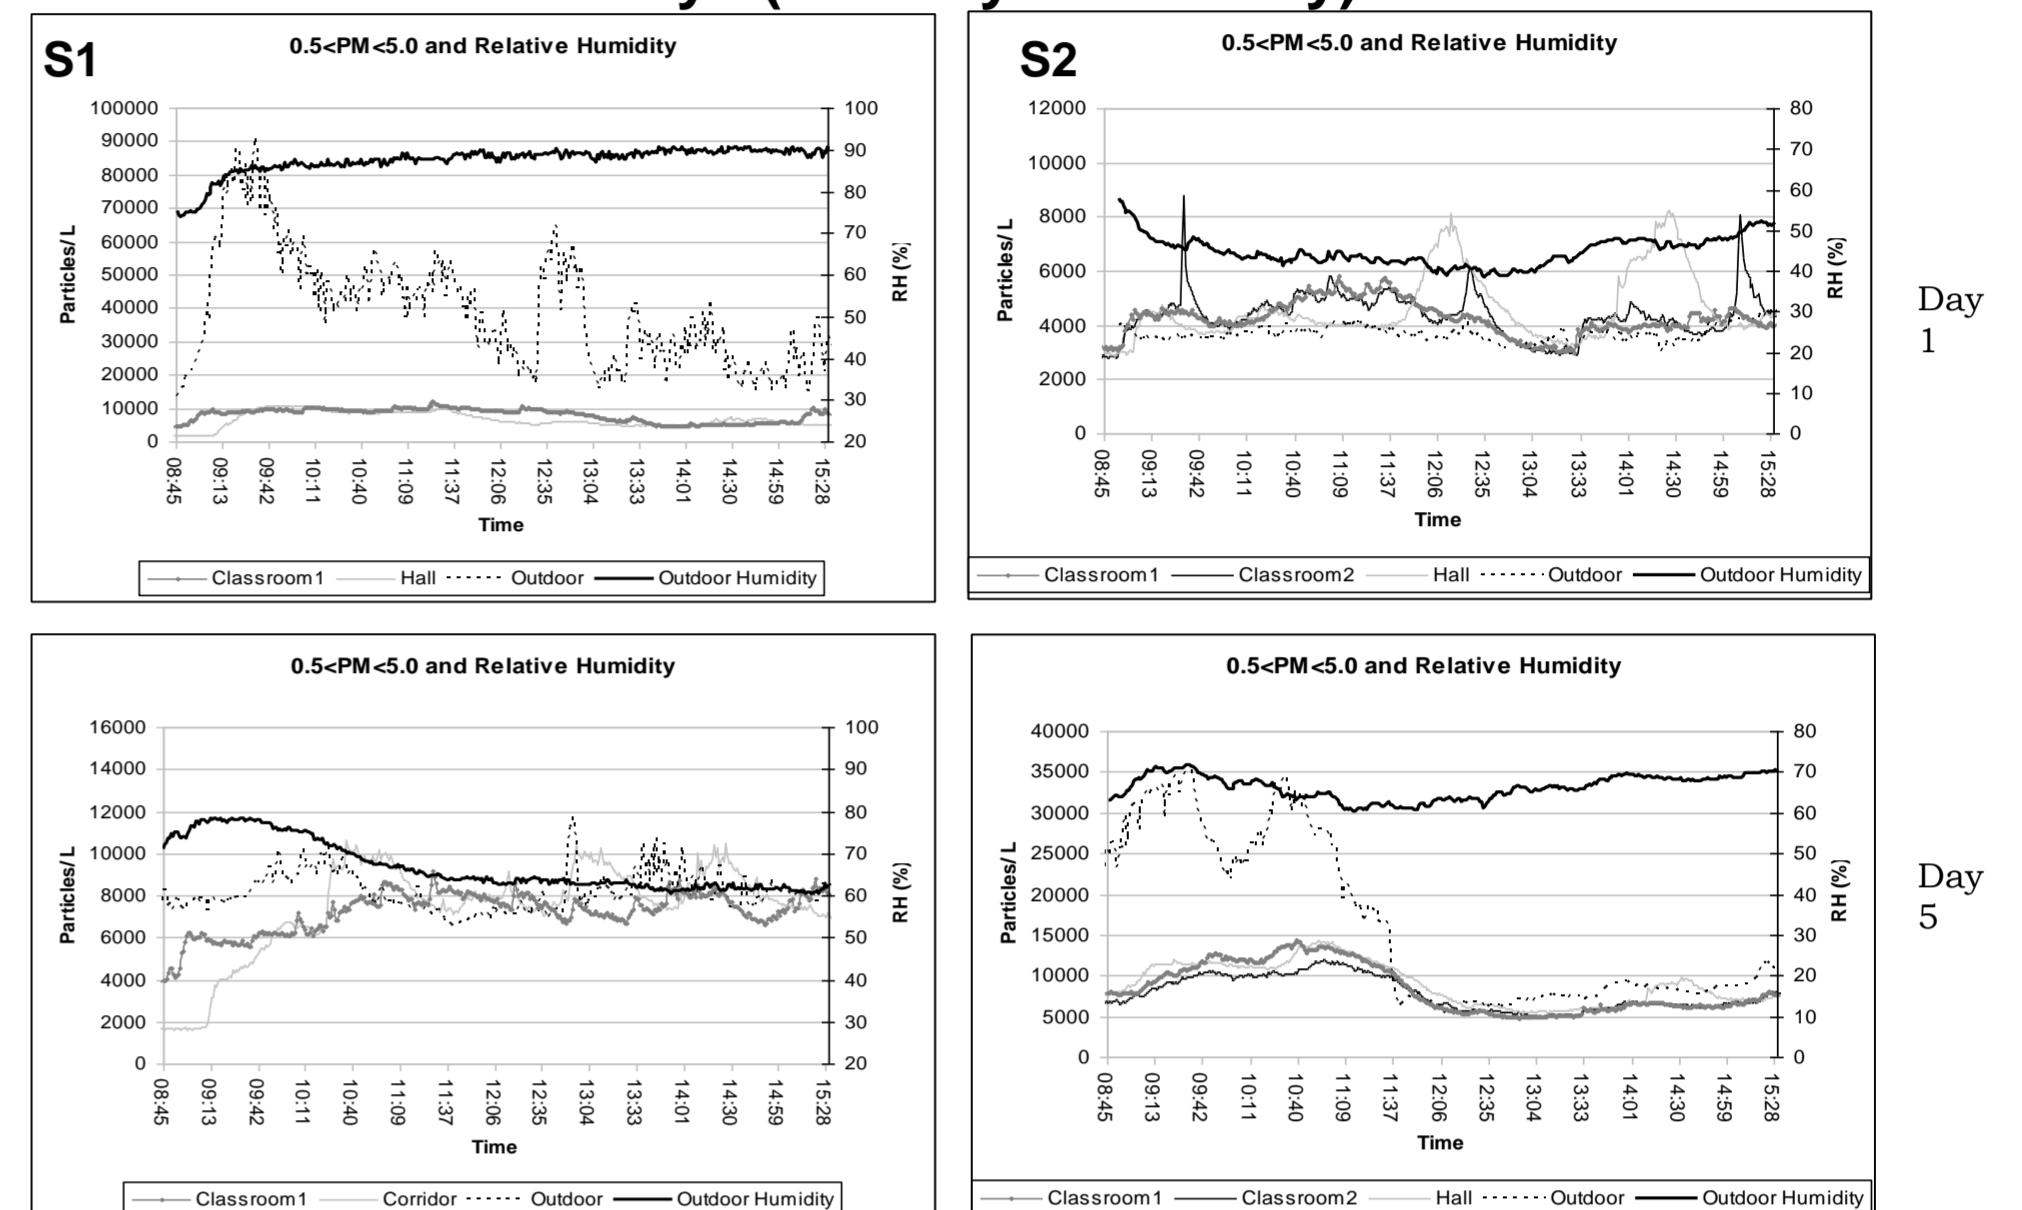 S1
0.5<PM<5.0 and Relative Humidity
Particles/L
100000
90000
80000
70000
60000
50000
40000
30000
20000
10000
0
100
90
80
70
60
50
40
30
20
RH (%)
08:45 09:13 09:42 10:11 10:40 11:09 11:37 12:06 12:35 13:04 13:33 14:01 14:30 14:59 15:28
Time
Classroom1 Hall Outdoor Outdoor Humidity
S2
0.5<PM<5.0 and Relative Humidity
Particles/L
12000
10000
8000
6000
4000
2000
0
80
70
60
50
40
30
20
10
0
RH (%)
08:45 09:13 09:42 10:11 10:40 11:09 11:37 12:06 12:35 13:04 13:33 14:01 14:30 14:59 15:28
Time
Classroom1 Classroom2 Hall Outdoor Outdoor Humidity
Day
1
0.5<PM<5.0 and Relative Humidity
Particles/L
16000
14000
12000
10000
8000
6000
4000
2000
0
100
90
80
70
60
50
40
30
20
RH (%)
08:45 09:13 09:42 10:11 10:40 11:09 11:37 12:06 12:35 13:04 13:33 14:01 14:30 14:59 15:28
Time
Classroom1 Corridor Outdoor Outdoor Humidity
0.5<PM<5.0 and Relative Humidity
Particles/L
40000
35000
30000
25000
20000
15000
10000
5000
0
80
70
60
50
40
30
20
10
0
RH (%)
08:45 09:13 09:42 10:11 10:40 11:09 11:37 12:06 12:35 13:04 13:33 14:01 14:30 14:59 15:28
Time
Classroom1 Classroom2 Hall Outdoor Outdoor Humidity
Day
5